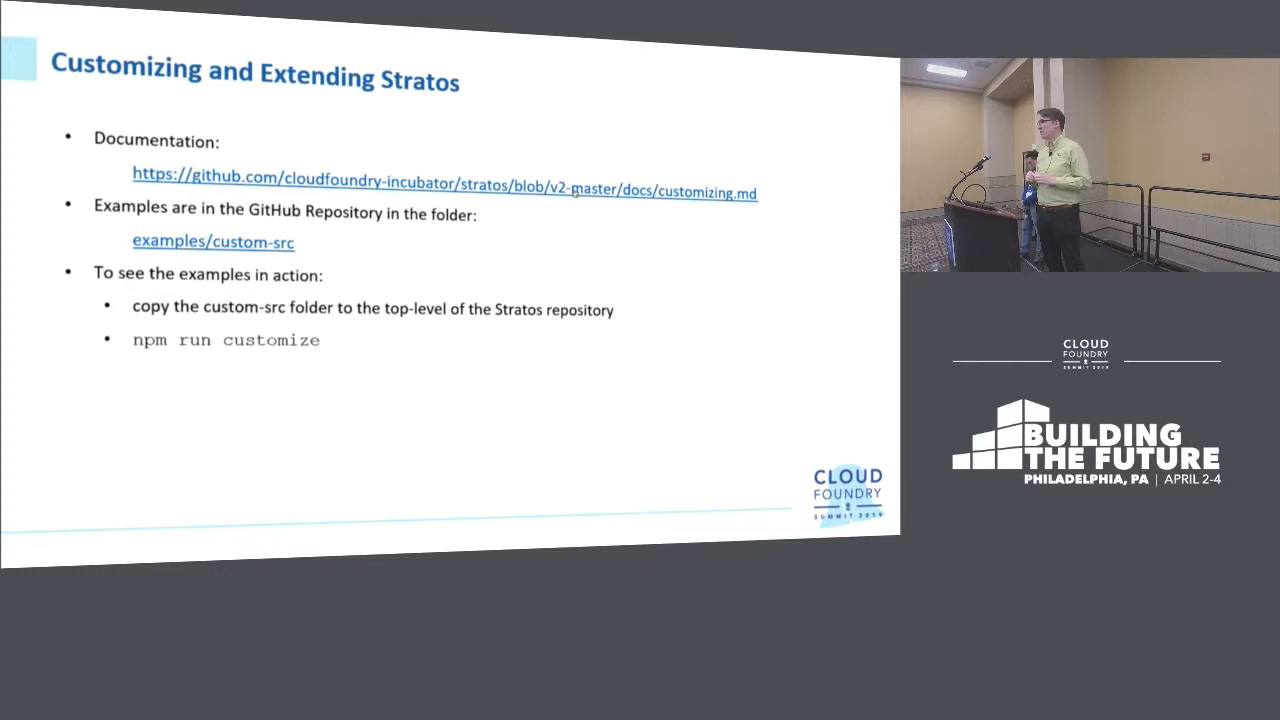 Customizing and Extending Stratos
• Documentation:
https://github.com/cloudfoundry-incubator/stratos/blob/v2-master/docs/customizing.md
• Examples are in the GitHub Repository in the folder:
examples/custom-src
• To see the examples in action:
• copy the custom-src folder to the top-level of the Stratos repository
• npm run customize
CLOUD
FOUNDRY
SUMMIT 2019
CLOUD
FOUNDRY
SUMMIT 2019
BUILDING
THE FUTURE
PHILADELPHIA, PA | APRIL 2-4